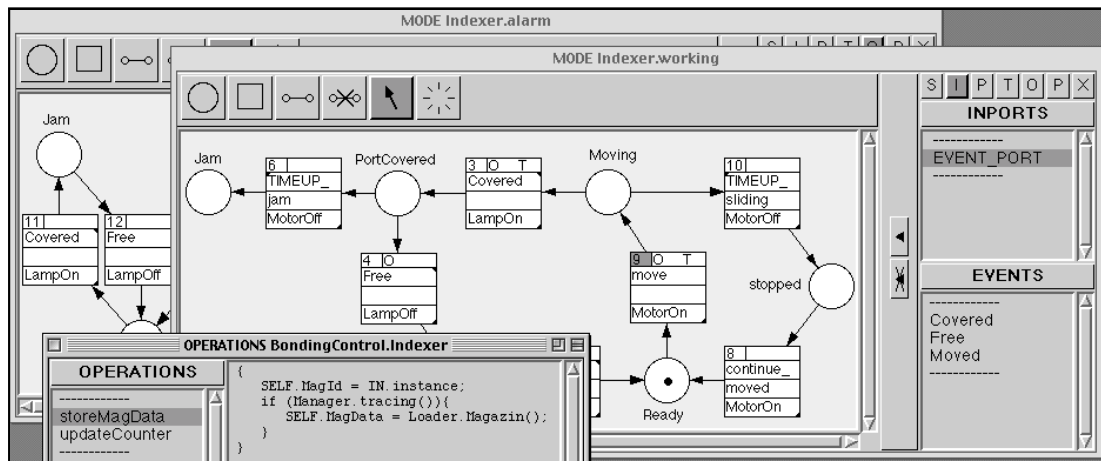 MODE Indexer.alarm
MODE Indexer.working
S I P T O P X
INPORTS
------------
EVENT_PORT
------------
EVENTS
------------
Covered
Free
Moved
------------
Jam
11
Covered
LampOn
12
Free
LampOff
Jam
6
TIMEUP_
jam
MotorOff
PortCovered
3 O T
Covered
LampOn
Moving
10
TIMEUP_
sliding
MotorOff
4 O
Free
LampOff
9 O T
move
MotorOn
stopped
8
continue_
moved
MotorOn
Ready
OPERATIONS BondingControl.Indexer
OPERATIONS
------------
storeMagData
updateCounter
------------
{
SELF.MagId = IN.instance;
if (Manager.tracing()){
SELF.MagData = Loader.Magazin();
}
}